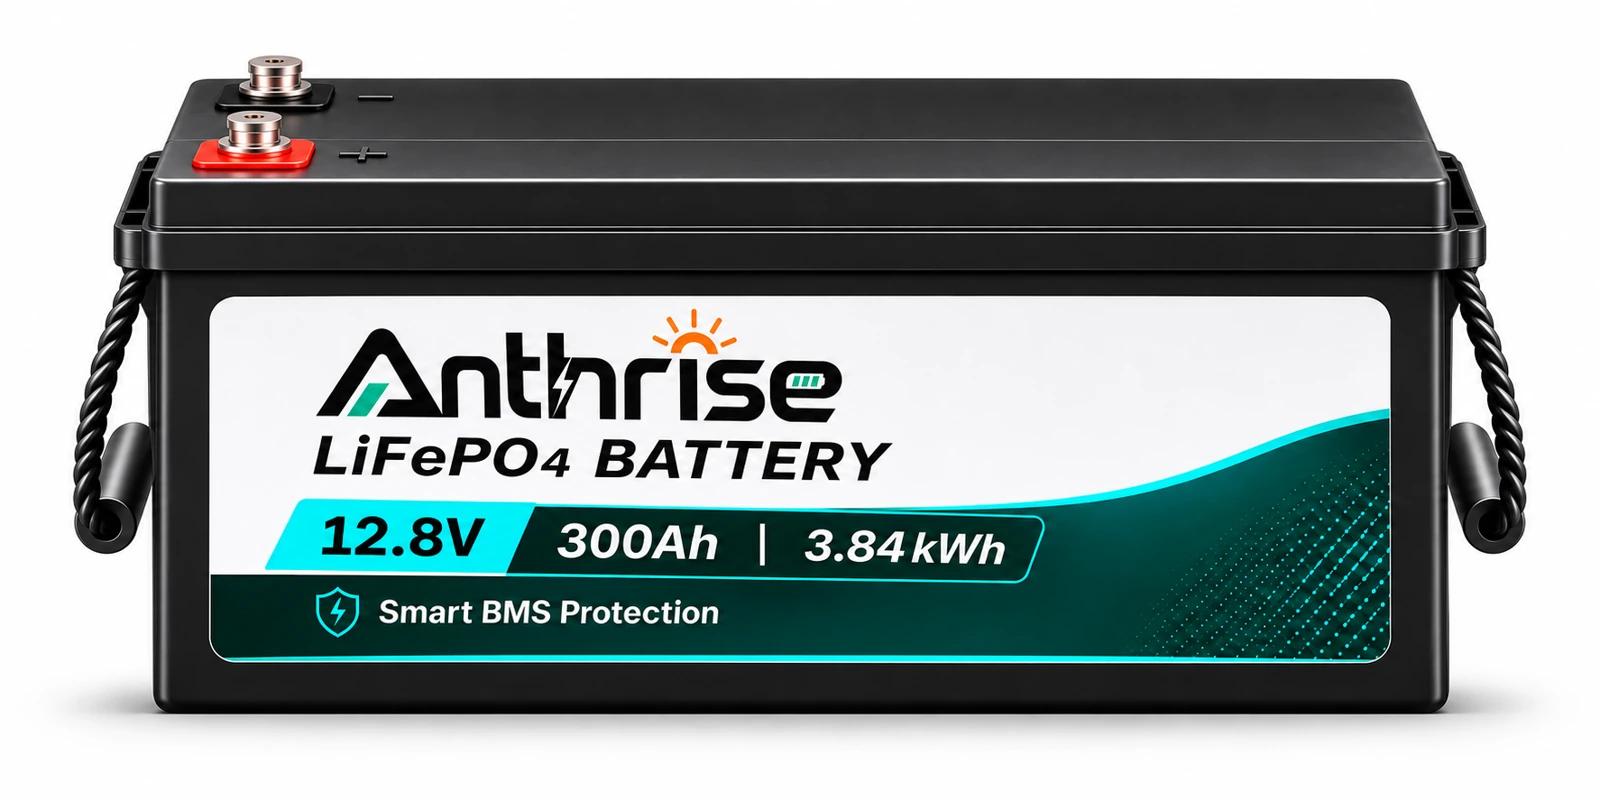 −
+
Anthrise
LiFePO4 BATTERY
12.8V 300Ah | 3.84kWh
Smart BMS Protection